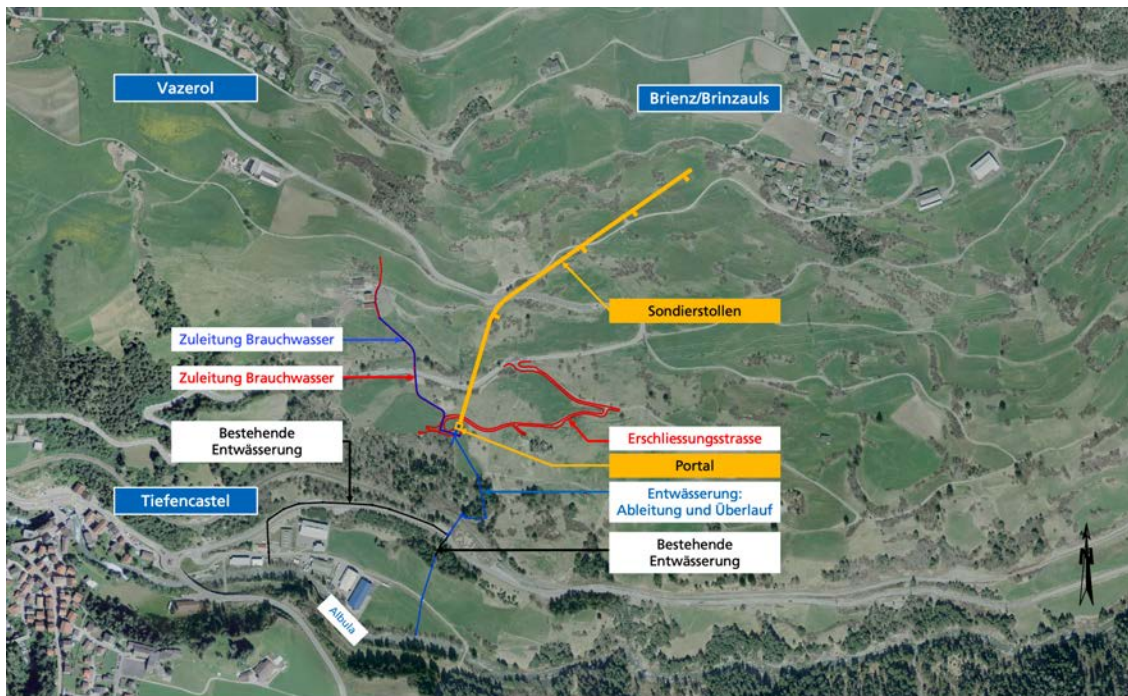 Vazerol
Brienz/Brinzauls
Sondierstollen
Zuleitung Brauchwasser
Zuleitung Brauchwasser
Bestehende
Entwässerung
Erschliessungsstrasse
Portal
Tiefencastel
Entwässerung:
Ableitung und Überlauf
Bestehende
Entwässerung
Albula